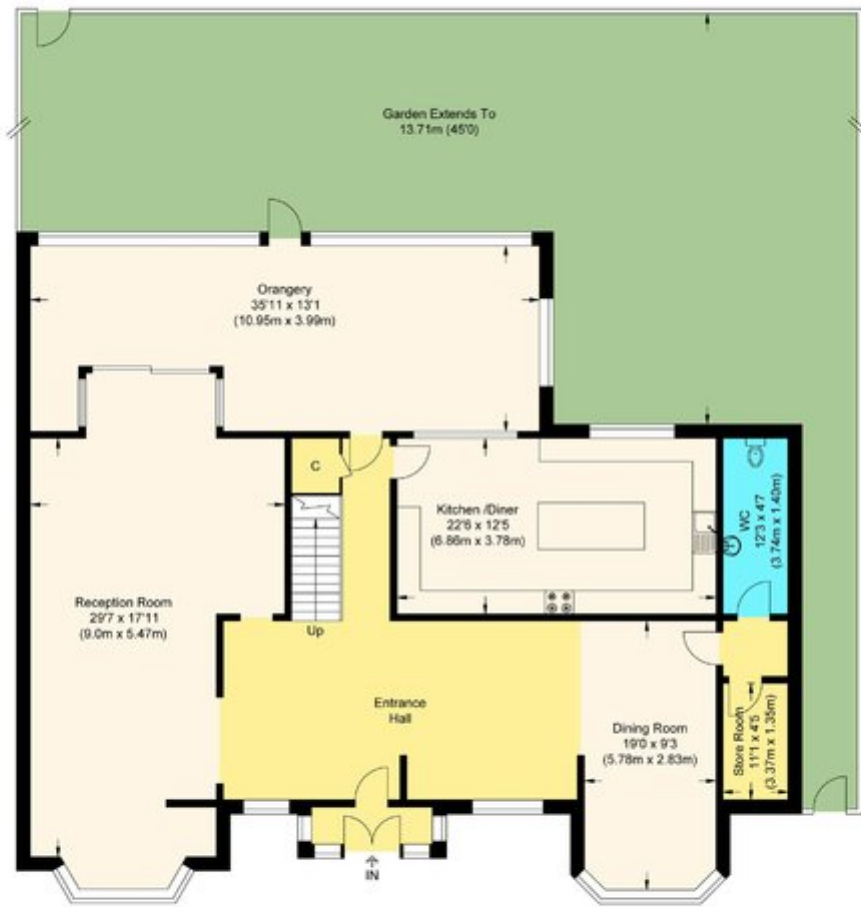 Garden Extends To
13.71m (45'0)
Orangery
35'11 x 13'1
(10.95m x 3.99m)
C
Kitchen /Diner
22'6 x 12'5
(6.86m x 3.78m)
WC
12'3 x 4'7
(3.74m x 1.40m)
Reception Room
29'7 x 17'11
(9.0m x 5.47m)
Up
Entrance
Hall
Dining Room
19'0 x 9'3
(5.78m x 2.83m)
Store Room
11'1 x 4'5
(3.37m x 1.35m)
IN